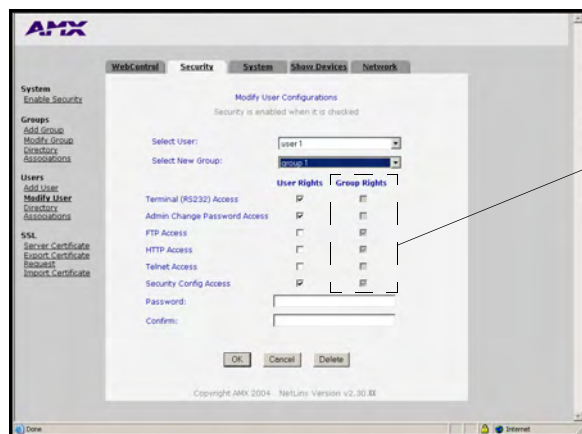 AMX
WebControl Security System Show Devices Network
System
Enable Security
Groups
Add Group
Modify Group
Directory
Associations
Users
Add User
Modify User
Directory
Associations
SSL
Server Certificate
Export Certificate
Request
Import Certificate
Modify User Configurations
Security is enabled when it is checked
Select User: user 1
Select New Group: group 1
User Rights Group Rights
Terminal (RS232) Access
Admin Change Password Access
FTP Access
HTTP Access
Telnet Access
Security Config Access
Password:
Confirm:
OK Cancel Delete
Copyright AMX 2004 NetLinx Version v2.30.XX
Done Internet